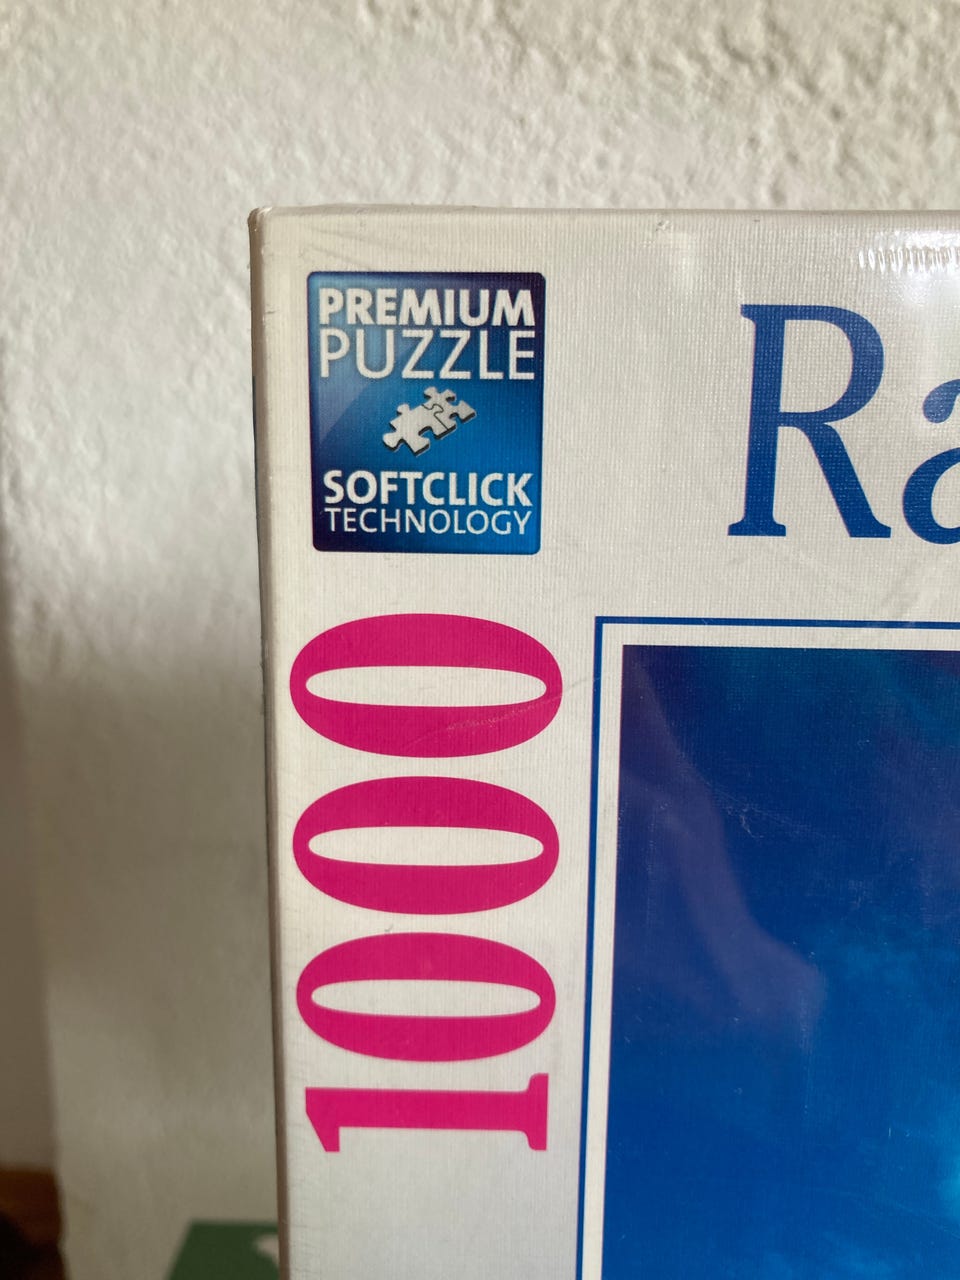 PREMIUM
PUZZLE
SOFTCLICK
TECHNOLOGY
Ra
1000